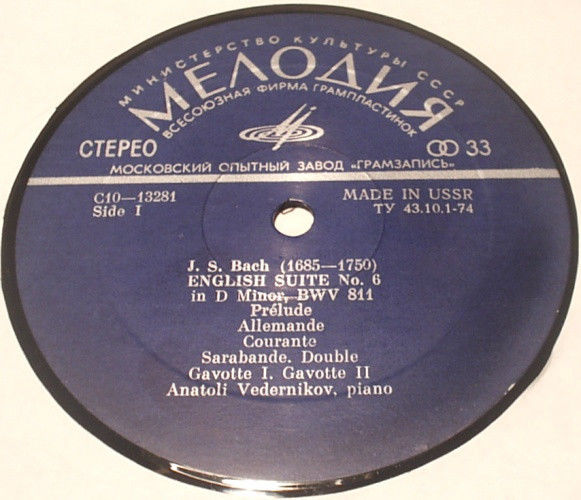 МИНИСТЕРСТВО КУЛЬТУРЫ СССР
МЕЛОДИЯ
ВСЕСОЮЗНАЯ ФИРМА ГРАМПЛАСТИНОК
СТЕРЕО 33
МОСКОВСКИЙ ОПЫТНЫЙ ЗАВОД «ГРАМЗАПИСЬ»
C10—13281 MADE IN USSR
Side I ТУ 43.10.1-74
J. S. Bach (1685—1750)
ENGLISH SUITE No. 6
in D Minor, BWV 811
Prélude
Allemande
Courante
Sarabande. Double
Gavotte I. Gavotte II
Anatoli Vedernikov, piano